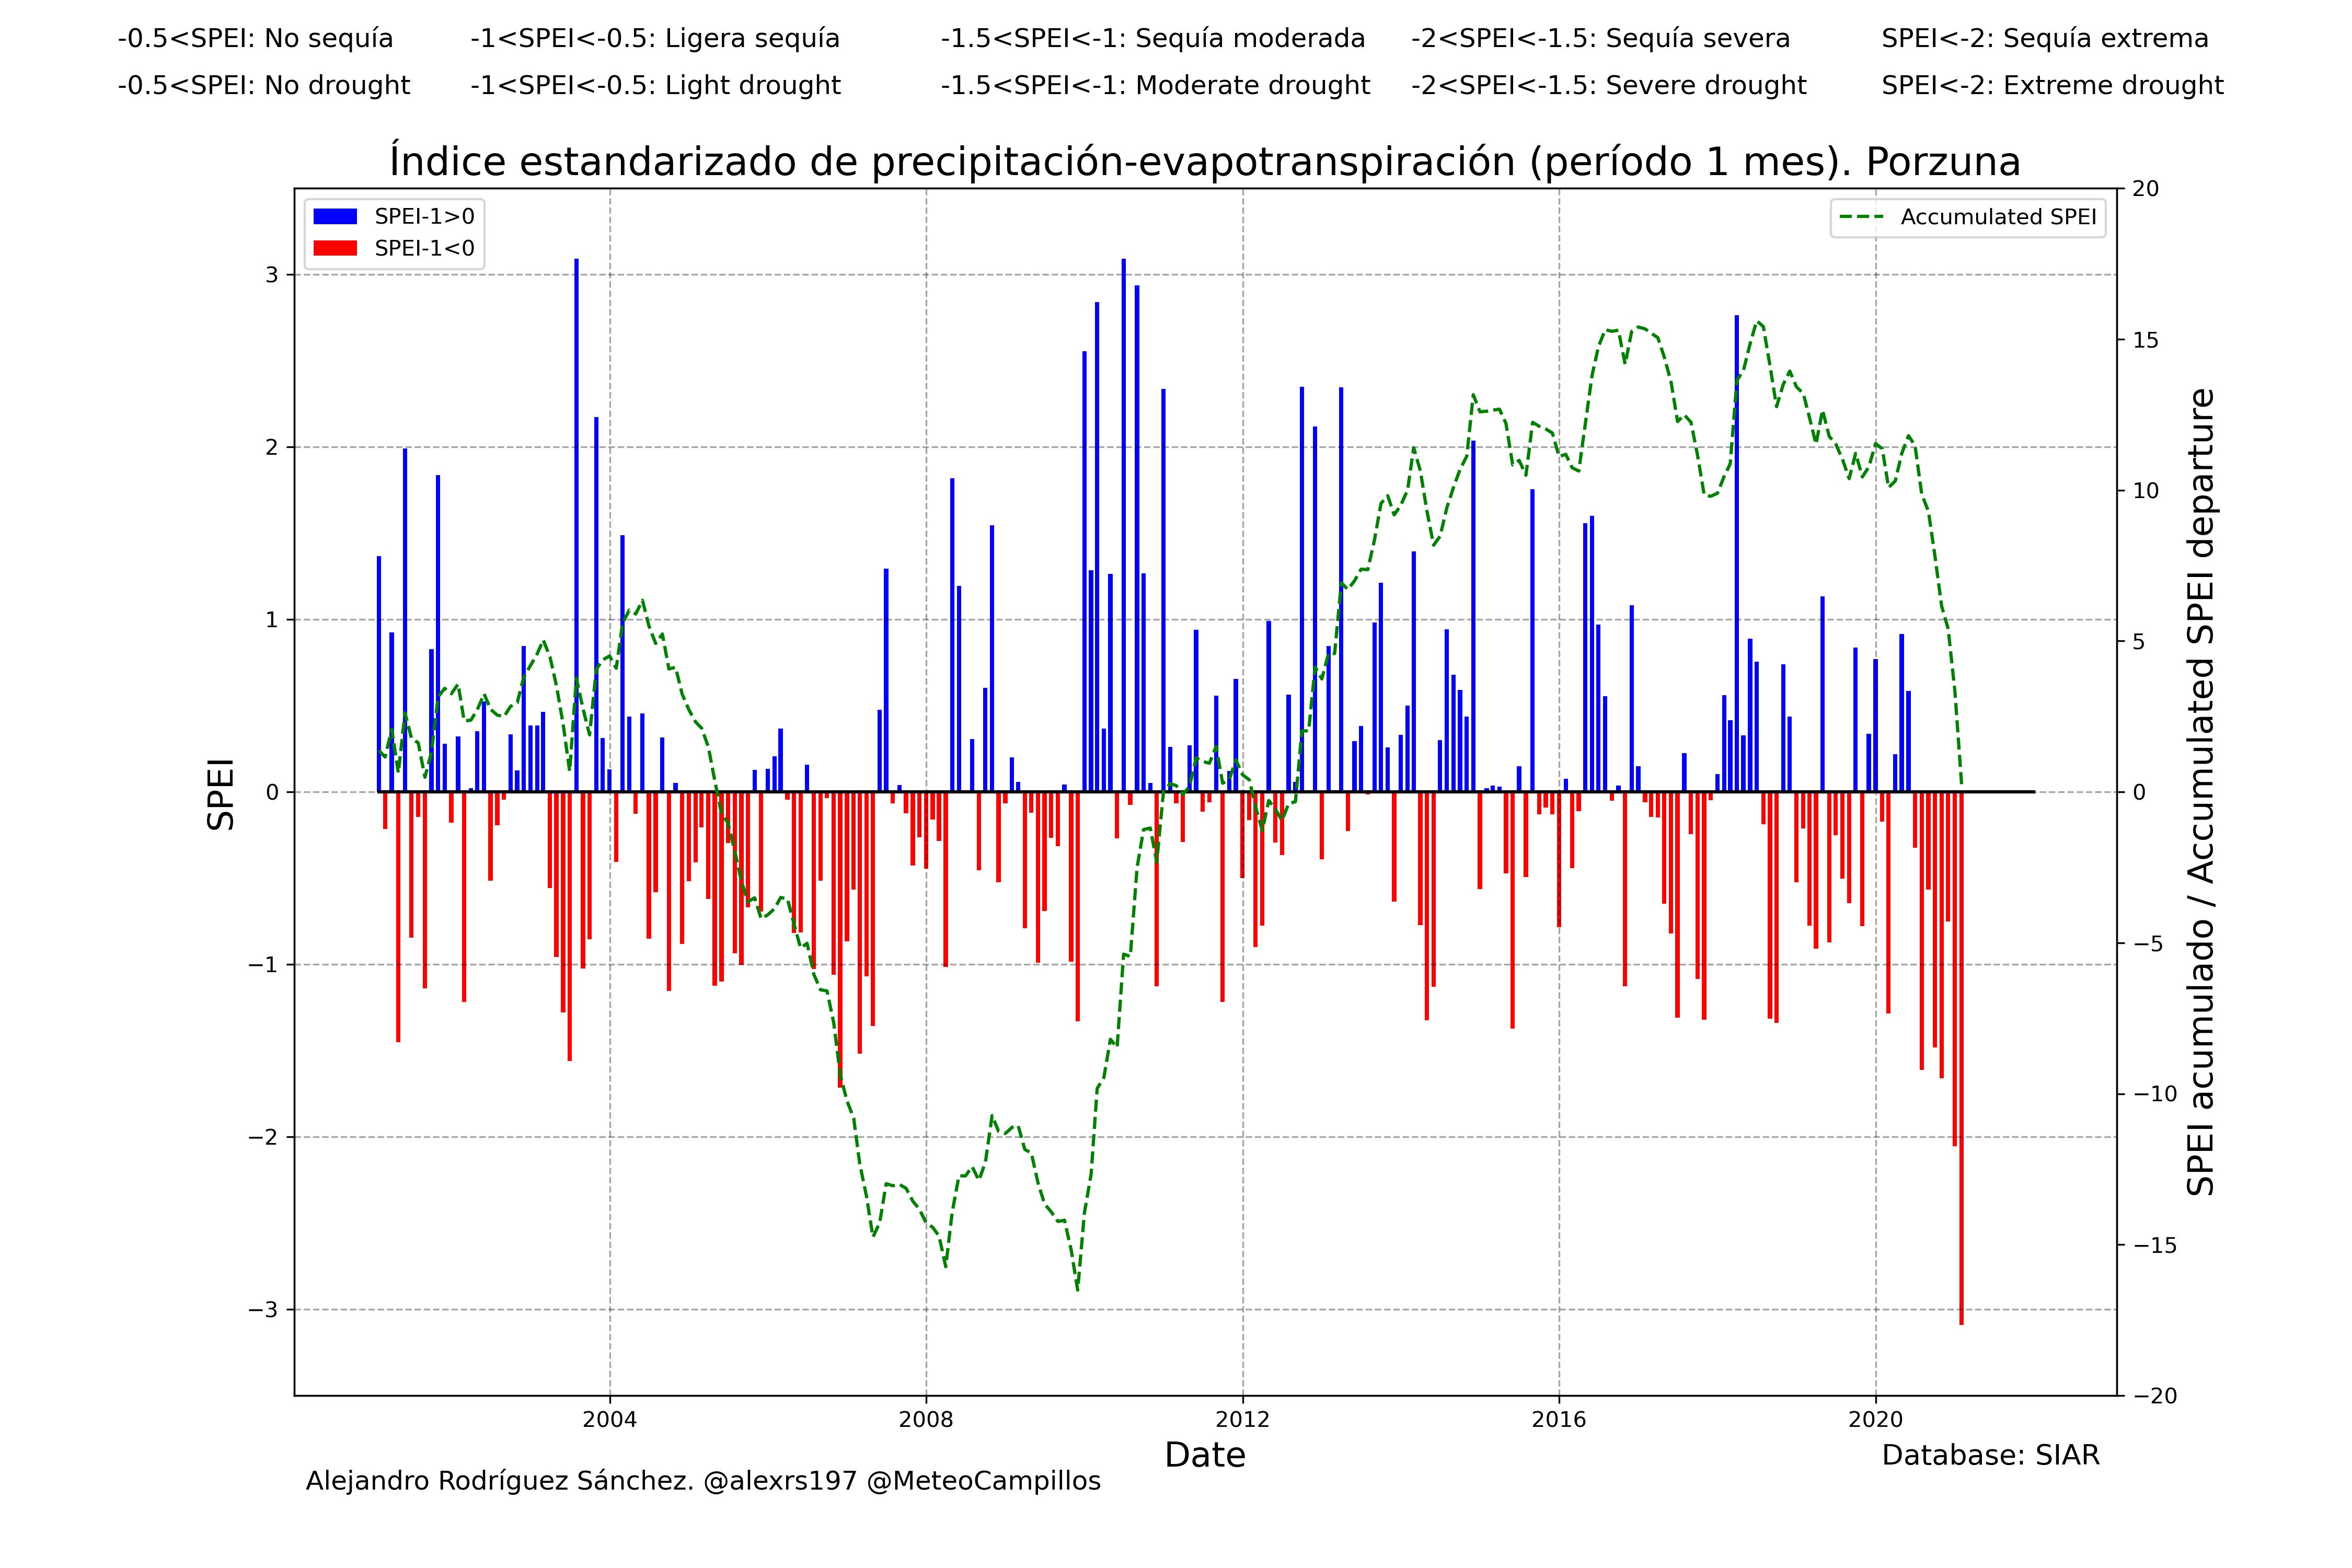 -0.5<SPEI: No sequía -1<SPEI<-0.5: Ligera sequía -1.5<SPEI<-1: Sequía moderada -2<SPEI<-1.5: Sequía severa SPEI<-2: Sequía extrema
-0.5<SPEI: No drought -1<SPEI<-0.5: Light drought -1.5<SPEI<-1: Moderate drought -2<SPEI<-1.5: Severe drought SPEI<-2: Extreme drought
Índice estandarizado de precipitación-evapotranspiración (período 1 mes). Porzuna
SPEI-1>0
SPEI-1<0
Accumulated SPEI
SPEI
3
2
1
0
−1
−2
−3
20
15
10
5
0
−5
−10
−15
−20
SPEI acumulado / Accumulated SPEI departure
2004 2008 2012 2016 2020
Date
Database: SIAR
Alejandro Rodríguez Sánchez. @alexrs197 @MeteoCampillos